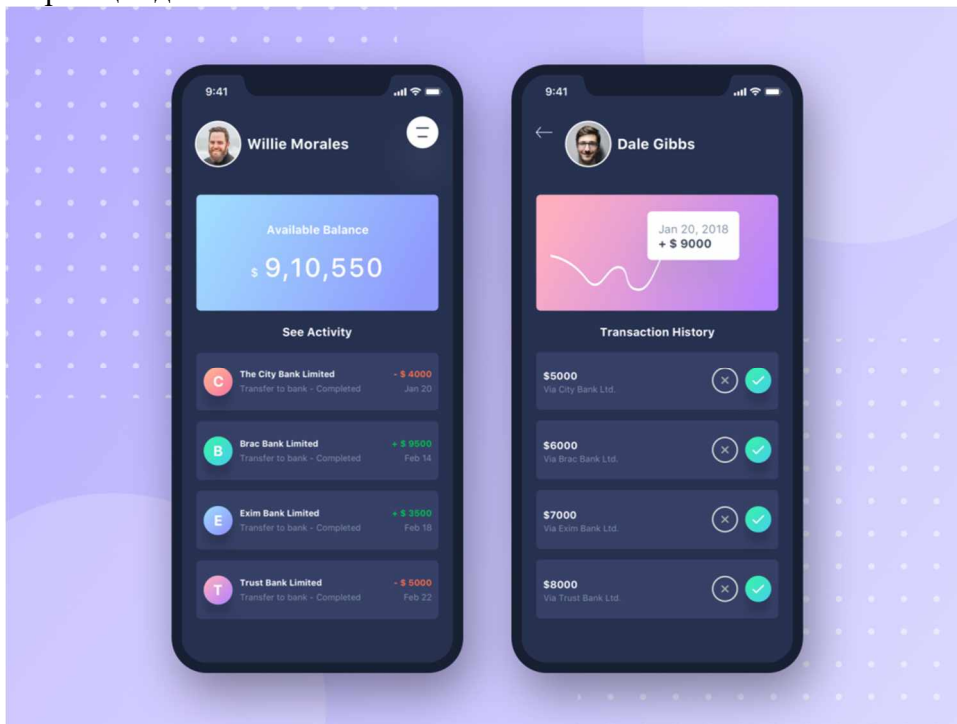 9:41
Willie Morales
Available Balance
$ 9,10,550
See Activity
C
The City Bank Limited
- $ 4000
Transfer to bank - Completed
Jan 20
B
Brac Bank Limited
+ $ 9500
Transfer to bank - Completed
Feb 14
E
Exim Bank Limited
+ $ 3500
Transfer to bank - Completed
Feb 18
T
Trust Bank Limited
- $ 5000
Transfer to bank - Completed
Feb 22
9:41
Dale Gibbs
Jan 20, 2018
+ $ 9000
Transaction History
$5000
Via City Bank Ltd.
$6000
Via Brac Bank Ltd.
$7000
Via Exim Bank Ltd.
$8000
Via Trust Bank Ltd.